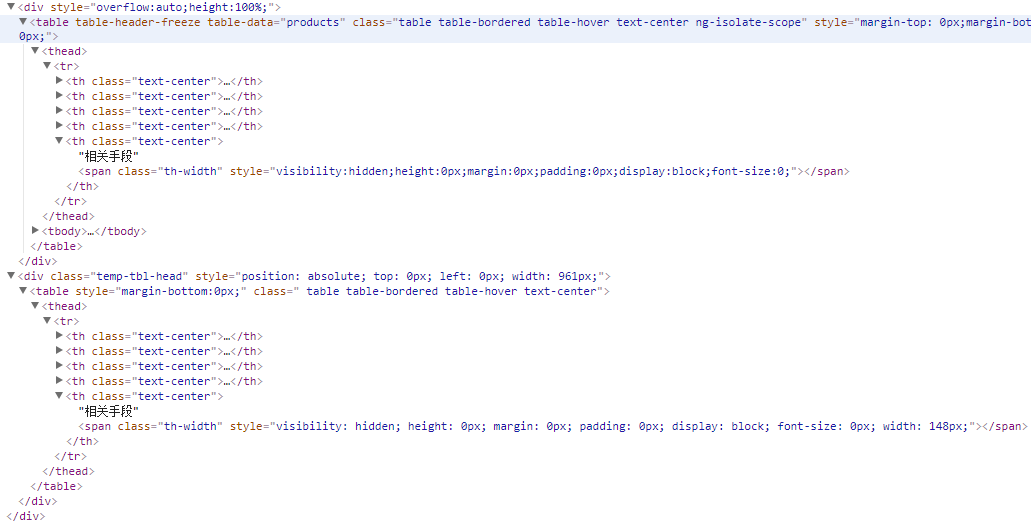 <div style="overflow:auto;height:100%;">
<table table-header-freeze table-data="products" class="table table-bordered table-hover text-center ng-isolate-scope" style="margin-top: 0px;margin-bot
0px;">
<thead>
<tr>
<th class="text-center">…</th>
<th class="text-center">…</th>
<th class="text-center">…</th>
<th class="text-center">…</th>
<th class="text-center">
"相关手段"
<span class="th-width" style="visibility:hidden;height:0px;margin:0px;padding:0px;display:block;font-size:0;"></span>
</th>
</tr>
</thead>
<tbody>…</tbody>
</table>
</div>
<div class="temp-tbl-head" style="position: absolute; top: 0px; left: 0px; width: 961px;">
<table style="margin-bottom:0px;" class=" table table-bordered table-hover text-center">
<thead>
<tr>
<th class="text-center">…</th>
<th class="text-center">…</th>
<th class="text-center">…</th>
<th class="text-center">…</th>
<th class="text-center">
"相关手段"
<span class="th-width" style="visibility: hidden; height: 0px; margin: 0px; padding: 0px; display: block; font-size: 0px; width: 148px;"></span>
</th>
</tr>
</thead>
</table>
</div>
</div>